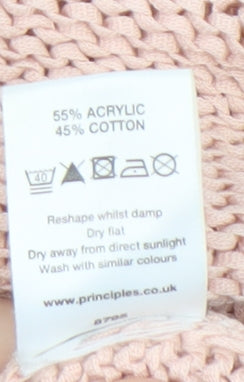 55% ACRYLIC
45% COTTON
40
Reshape whilst damp
Dry flat
Dry away from direct sunlight
Wash with similar colours
www.principles.co.uk